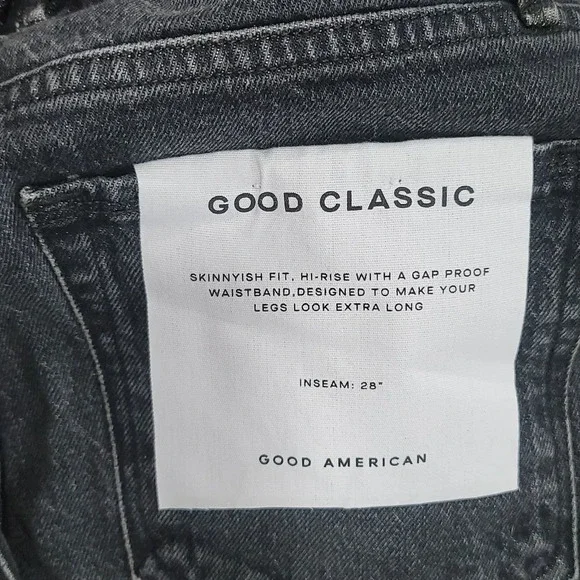 GOOD CLASSIC
SKINNYISH FIT, HI-RISE WITH A GAP PROOF
WAISTBAND,DESIGNED TO MAKE YOUR
LEGS LOOK EXTRA LONG
INSEAM: 28"
GOOD AMERICAN